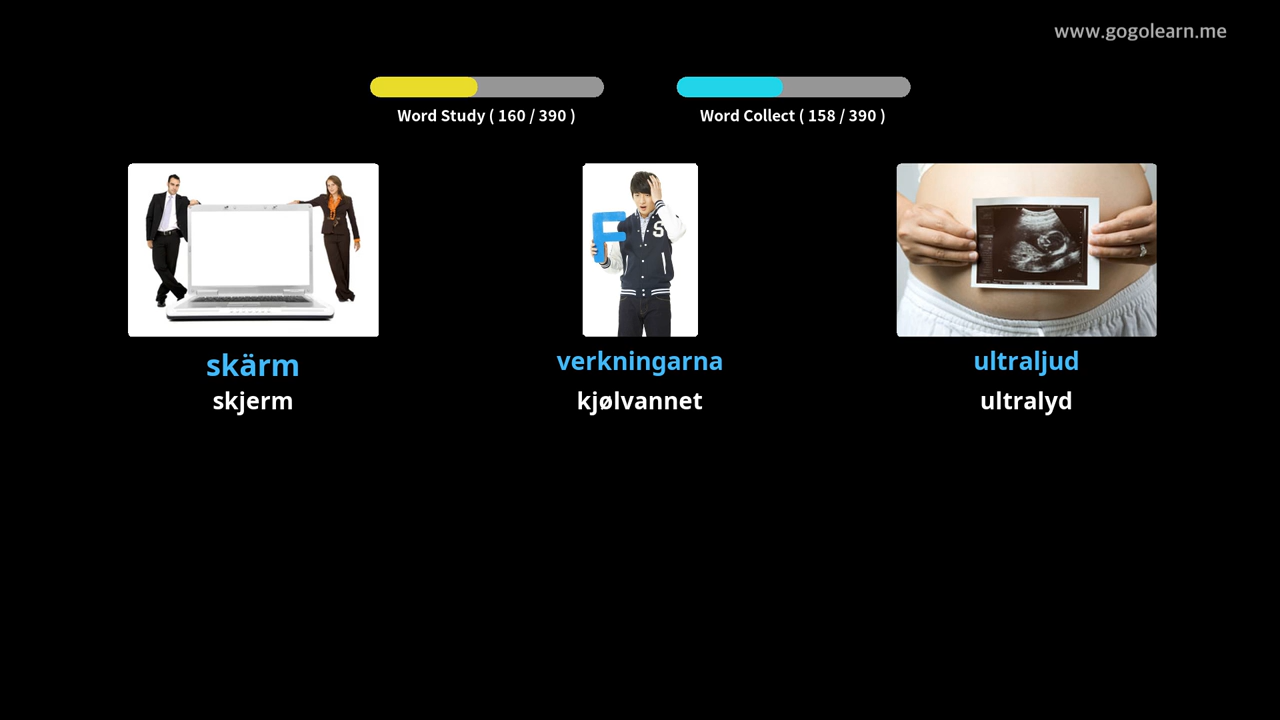 www.gogolearn.me
Word Study ( 160 / 390 )
Word Collect ( 158 / 390 )
F
S
skärm
verkningarna
ultraljud
skjerm
kjølvannet
ultralyd